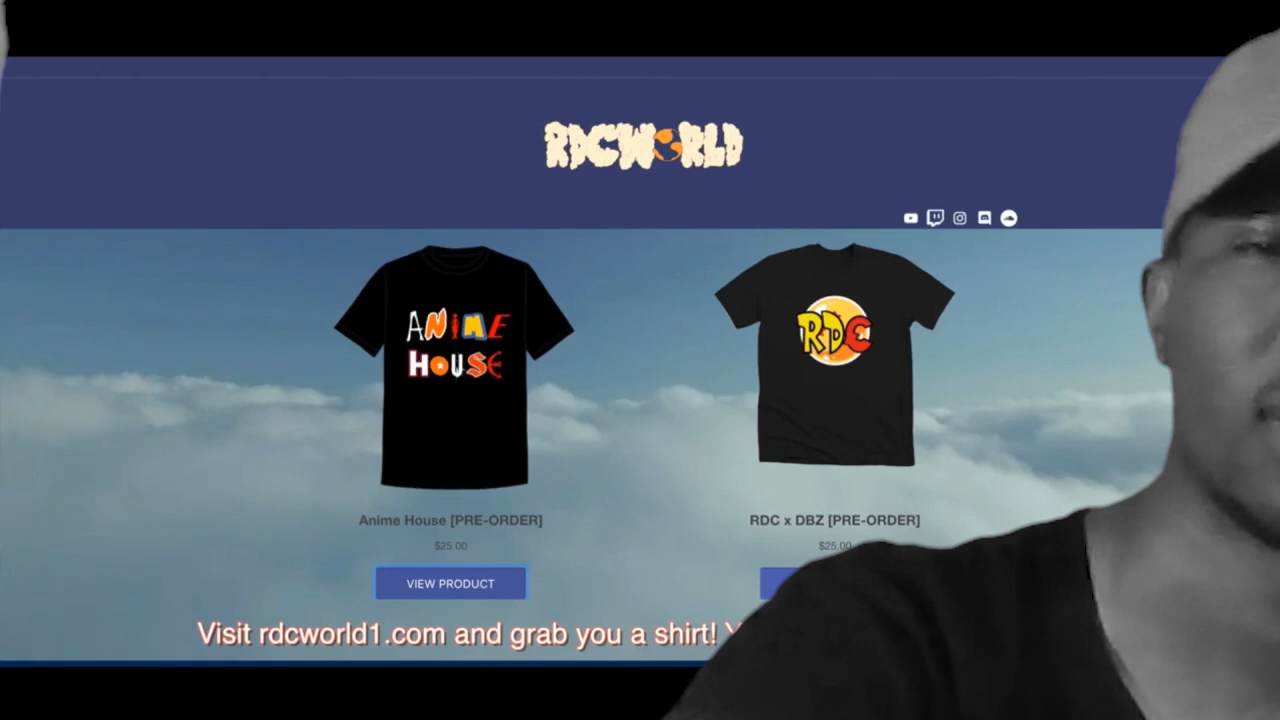 RDCWORLD
ANIME
HOUSE
RDC
Anime House [PRE-ORDER]
RDC x DBZ [PRE-ORDER]
$25.00
$25.00
VIEW PRODUCT
Visit rdcworld1.com and grab you a shirt!